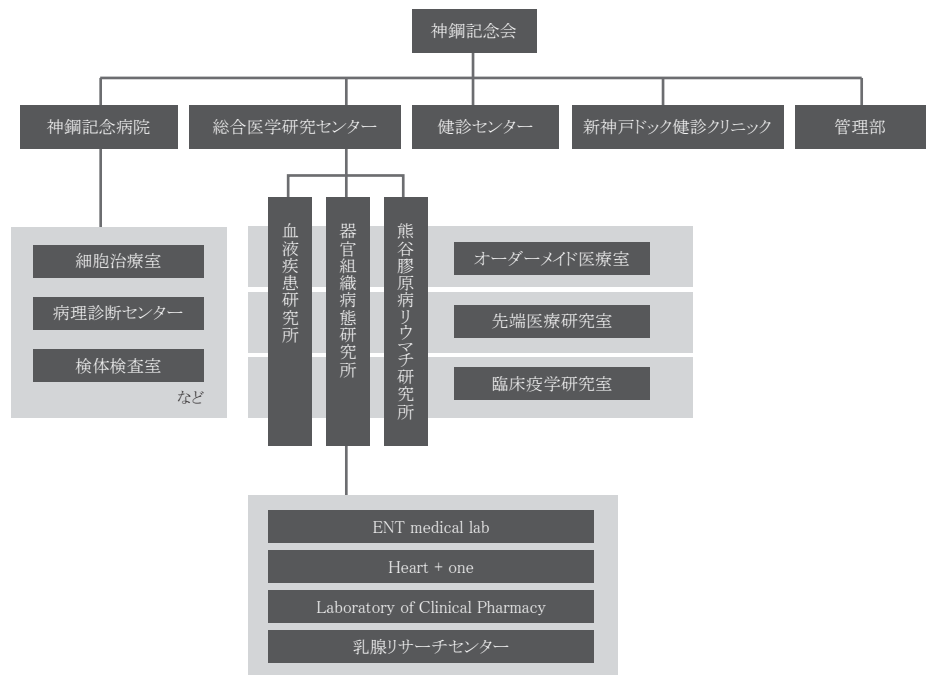 神鋼記念会
神鋼記念病院
総合医学研究センター
健診センター
新神戸ドック健診クリニック
管理部
細胞治療室
病理診断センター
検体検査室
など
血液疾患研究所
器官組織病態研究所
熊谷膠原病リウマチ研究所
オーダーメイド医療室
先端医療研究室
臨床疫学研究室
ENT medical lab
Heart + one
Laboratory of Clinical Pharmacy
乳腺リサーチセンター